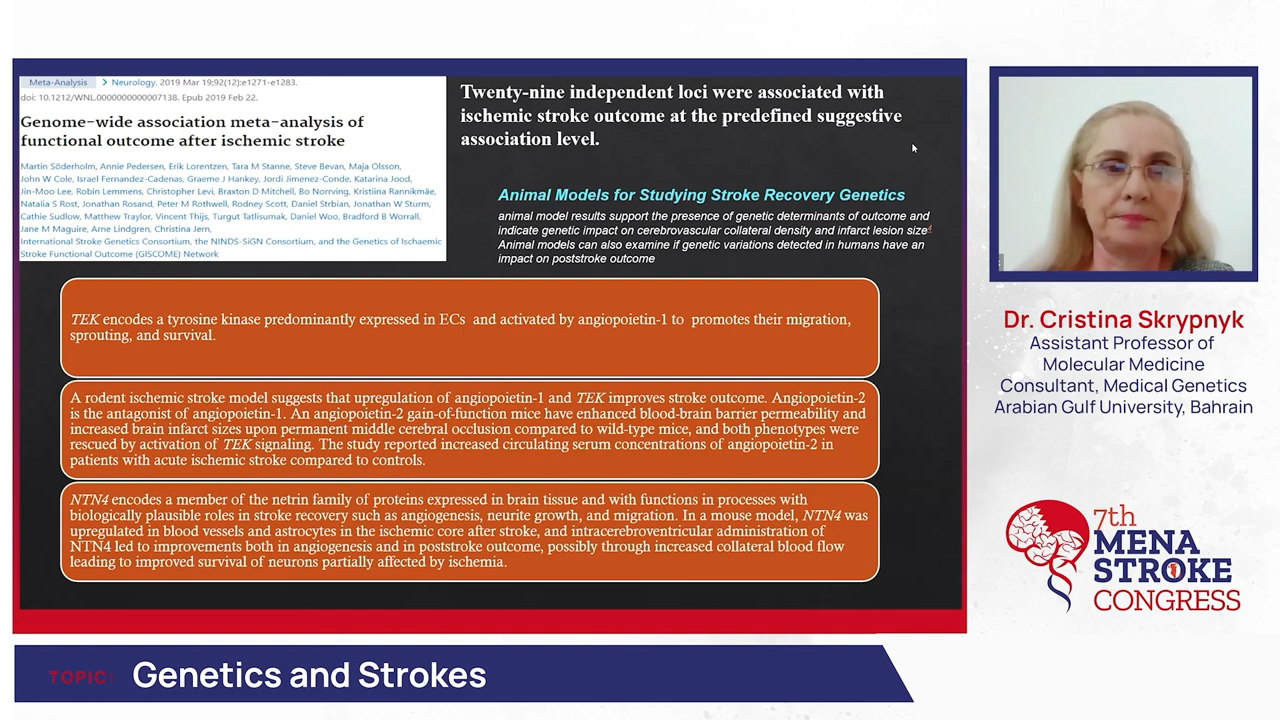 Meta-Analysis > Neurology. 2019 Mar 19;92(12):e1271-e1283.
doi: 10.1212/WNL.0000000000007138. Epub 2019 Feb 22.
Genome-wide association meta-analysis of
functional outcome after ischemic stroke
Martin Söderholm, Annie Pedersen, Erik Lorentzen, Tara M Stanne, Steve Bevan, Maja Olsson,
John W Cole, Israel Fernandez-Cadenas, Graeme J Hankey, Jordi Jimenez-Conde, Katarina Jood,
Jin-Moo Lee, Robin Lemmens, Christopher Levi, Braxton D Mitchell, Bo Norrving, Kristiina Rannikmäe,
Natalia S Rost, Jonathan Rosand, Peter M Rothwell, Rodney Scott, Daniel Strbian, Jonathan W Sturm,
Cathie Sudlow, Matthew Traylor, Vincent Thijs, Turgut Tatlisumak, Daniel Woo, Bradford B Worrall,
Jane M Maguire, Arne Lindgren, Christina Jern,
International Stroke Genetics Consortium, the NINDS-SiGN Consortium, and the Genetics of Ischaemic
Stroke Functional Outcome (GISCOME) Network
Twenty-nine independent loci were associated with
ischemic stroke outcome at the predefined suggestive
association level.
Animal Models for Studying Stroke Recovery Genetics
animal model results support the presence of genetic determinants of outcome and
indicate genetic impact on cerebrovascular collateral density and infarct lesion size4
Animal models can also examine if genetic variations detected in humans have an
impact on poststroke outcome
TEK encodes a tyrosine kinase predominantly expressed in ECs and activated by angiopoietin-1 to promotes their migration,
sprouting, and survival.
A rodent ischemic stroke model suggests that upregulation of angiopoietin-1 and TEK improves stroke outcome. Angiopoietin-2
is the antagonist of angiopoietin-1. An angiopoietin-2 gain-of-function mice have enhanced blood-brain barrier permeability and
increased brain infarct sizes upon permanent middle cerebral occlusion compared to wild-type mice, and both phenotypes were
rescued by activation of TEK signaling. The study reported increased circulating serum concentrations of angiopoietin-2 in
patients with acute ischemic stroke compared to controls.
NTN4 encodes a member of the netrin family of proteins expressed in brain tissue and with functions in processes with
biologically plausible roles in stroke recovery such as angiogenesis, neurite growth, and migration. In a mouse model, NTN4 was
upregulated in blood vessels and astrocytes in the ischemic core after stroke, and intracerebroventricular administration of
NTN4 led to improvements both in angiogenesis and in poststroke outcome, possibly through increased collateral blood flow
leading to improved survival of neurons partially affected by ischemia.
Dr. Cristina Skrypnyk
Assistant Professor of
Molecular Medicine
Consultant, Medical Genetics
Arabian Gulf University, Bahrain
7th
MENA
STROKE
CONGRESS
TOPIC: Genetics and Strokes